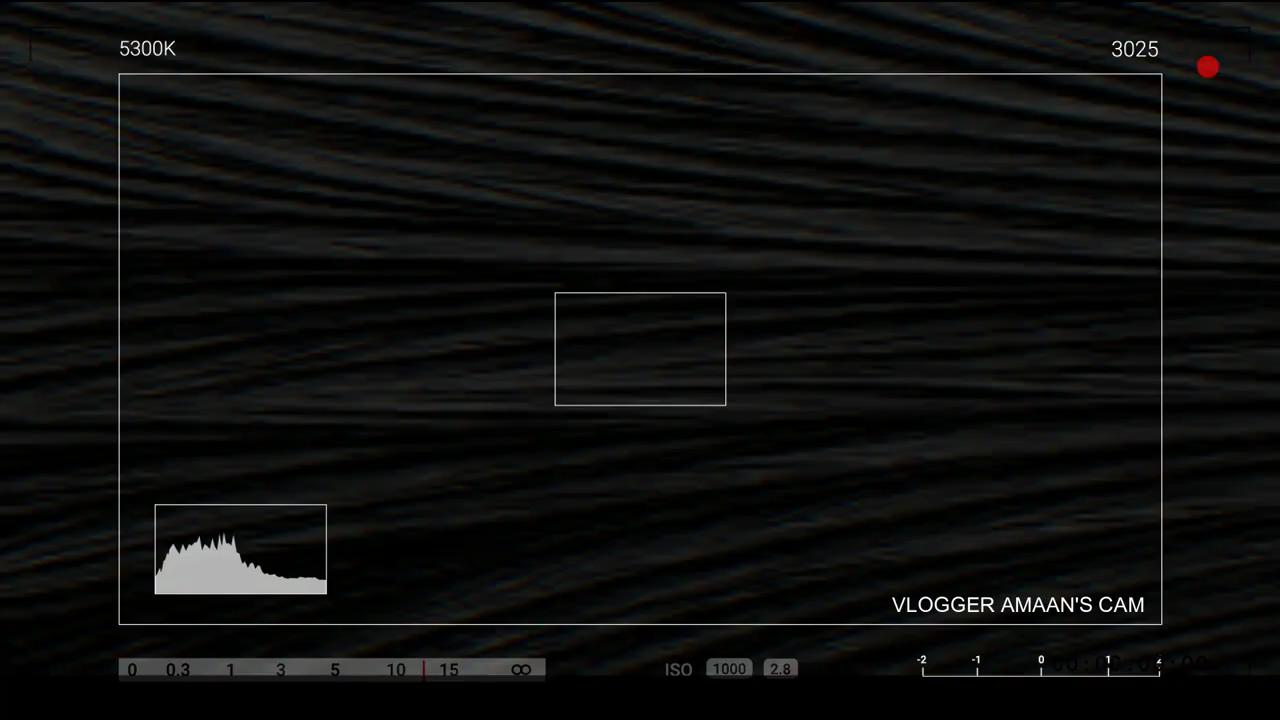 5300K 3025
VLOGGER AMAAN'S CAM
0 0.3 1 3 5 10 15 ∞ ISO 1000 2.8
-2 -1 0 1 2